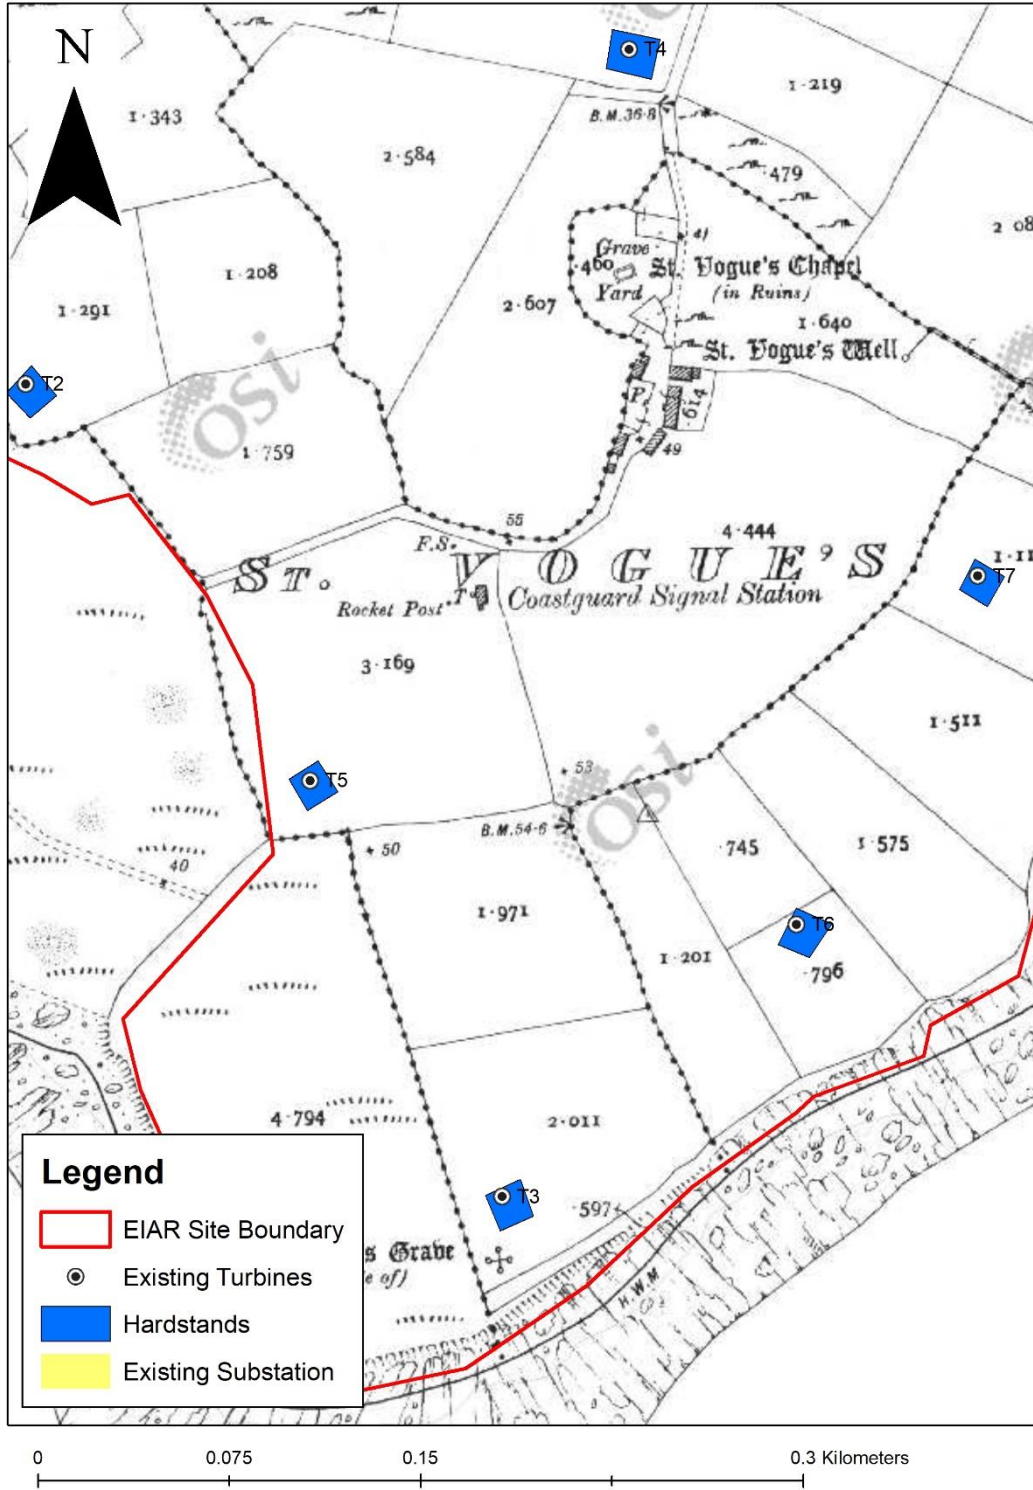 N
T4
1·219
B.M.36·8
1·343
2·584
·479
2·08
41
Grave
·460
St. Vogue's Chapel
1·208
Yard
(in Ruins)
2·607
1·291
1·640
St. Vogue's Well
osi
T2
P.
·614
49
1·759
55
4·444
F.S.
1·11
ST. VOGUE'S
T7
Rocket Post
T
Coastguard Signal Station
3·169
1·511
53
osi
T5
B.M.54·6
50
·745
1·575
40
1·971
T6
1·201
·796
4·794
2·011
T3
·597
s Grave
e of)
H.W.M.
Legend
EIAR Site Boundary
Existing Turbines
Hardstands
Existing Substation
0 0.075 0.15 0.3 Kilometers